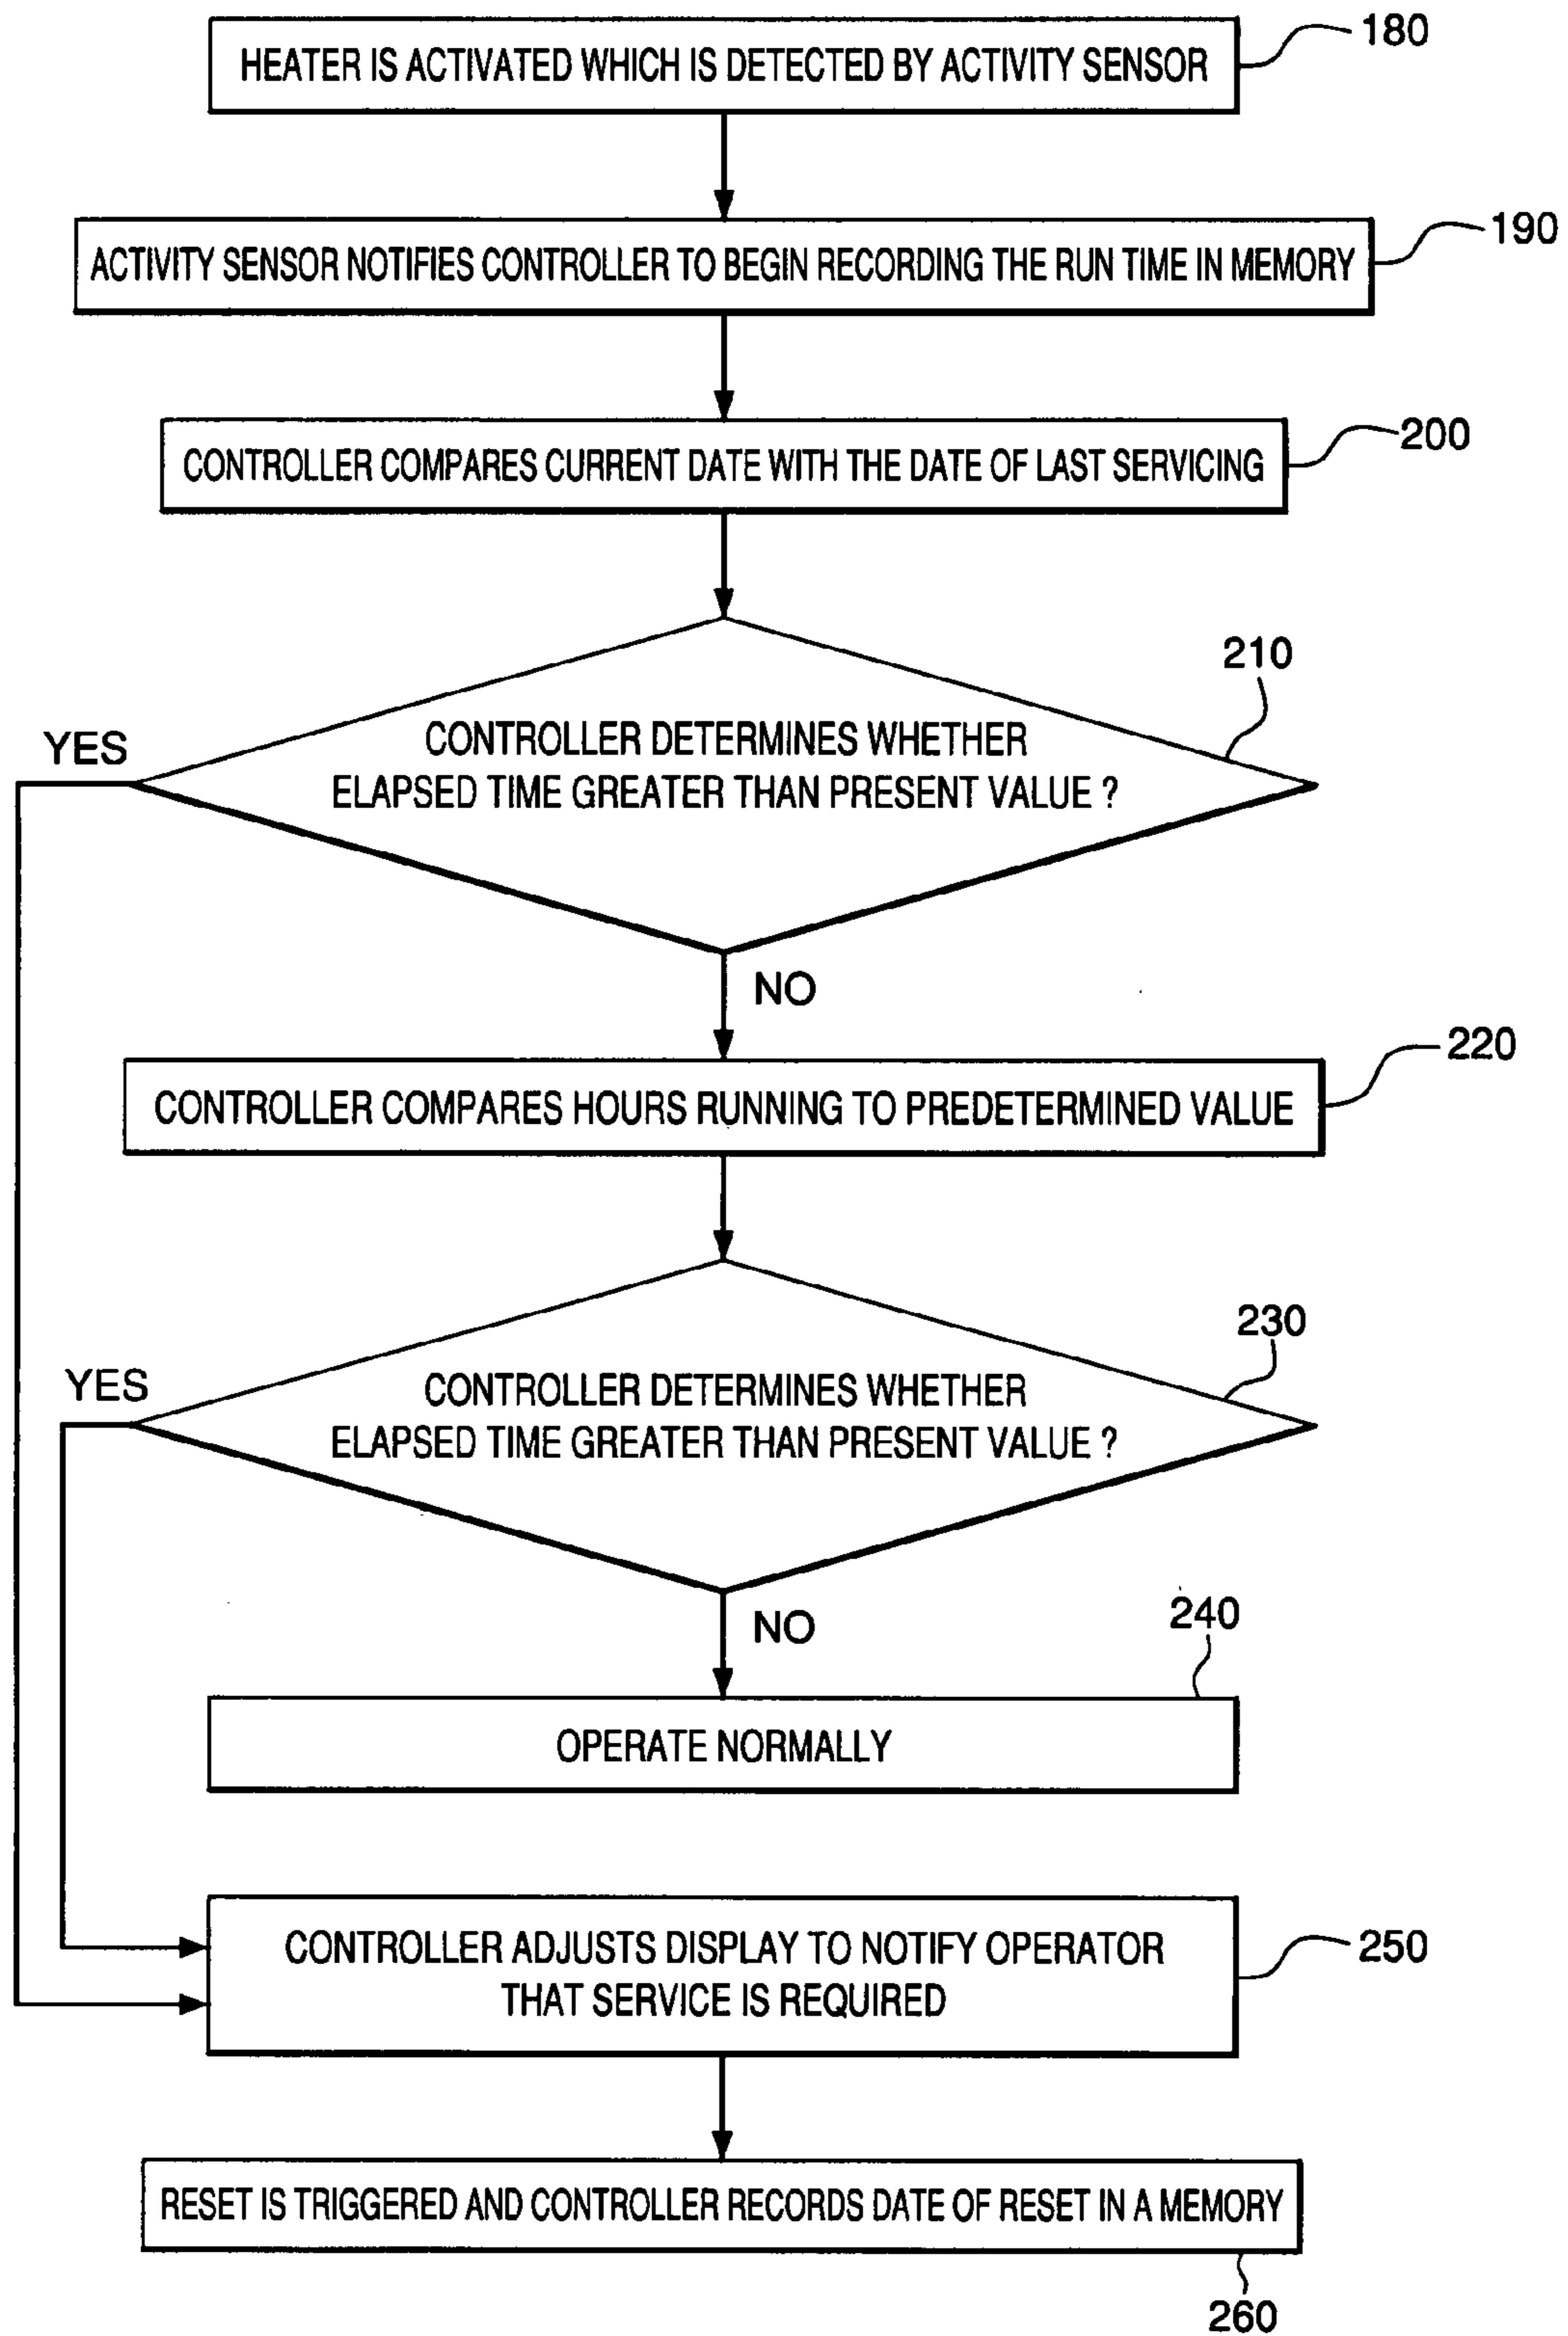 180
HEATER IS ACTIVATED WHICH IS DETECTED BY ACTIVITY SENSOR
190
ACTIVITY SENSOR NOTIFIES CONTROLLER TO BEGIN RECORDING THE RUN TIME IN MEMORY
200
CONTROLLER COMPARES CURRENT DATE WITH THE DATE OF LAST SERVICING
210
YES
CONTROLLER DETERMINES WHETHER
ELAPSED TIME GREATER THAN PRESENT VALUE ?
NO
220
CONTROLLER COMPARES HOURS RUNNING TO PREDETERMINED VALUE
230
YES
CONTROLLER DETERMINES WHETHER
ELAPSED TIME GREATER THAN PRESENT VALUE ?
NO
240
OPERATE NORMALLY
250
CONTROLLER ADJUSTS DISPLAY TO NOTIFY OPERATOR
THAT SERVICE IS REQUIRED
RESET IS TRIGGERED AND CONTROLLER RECORDS DATE OF RESET IN A MEMORY
260